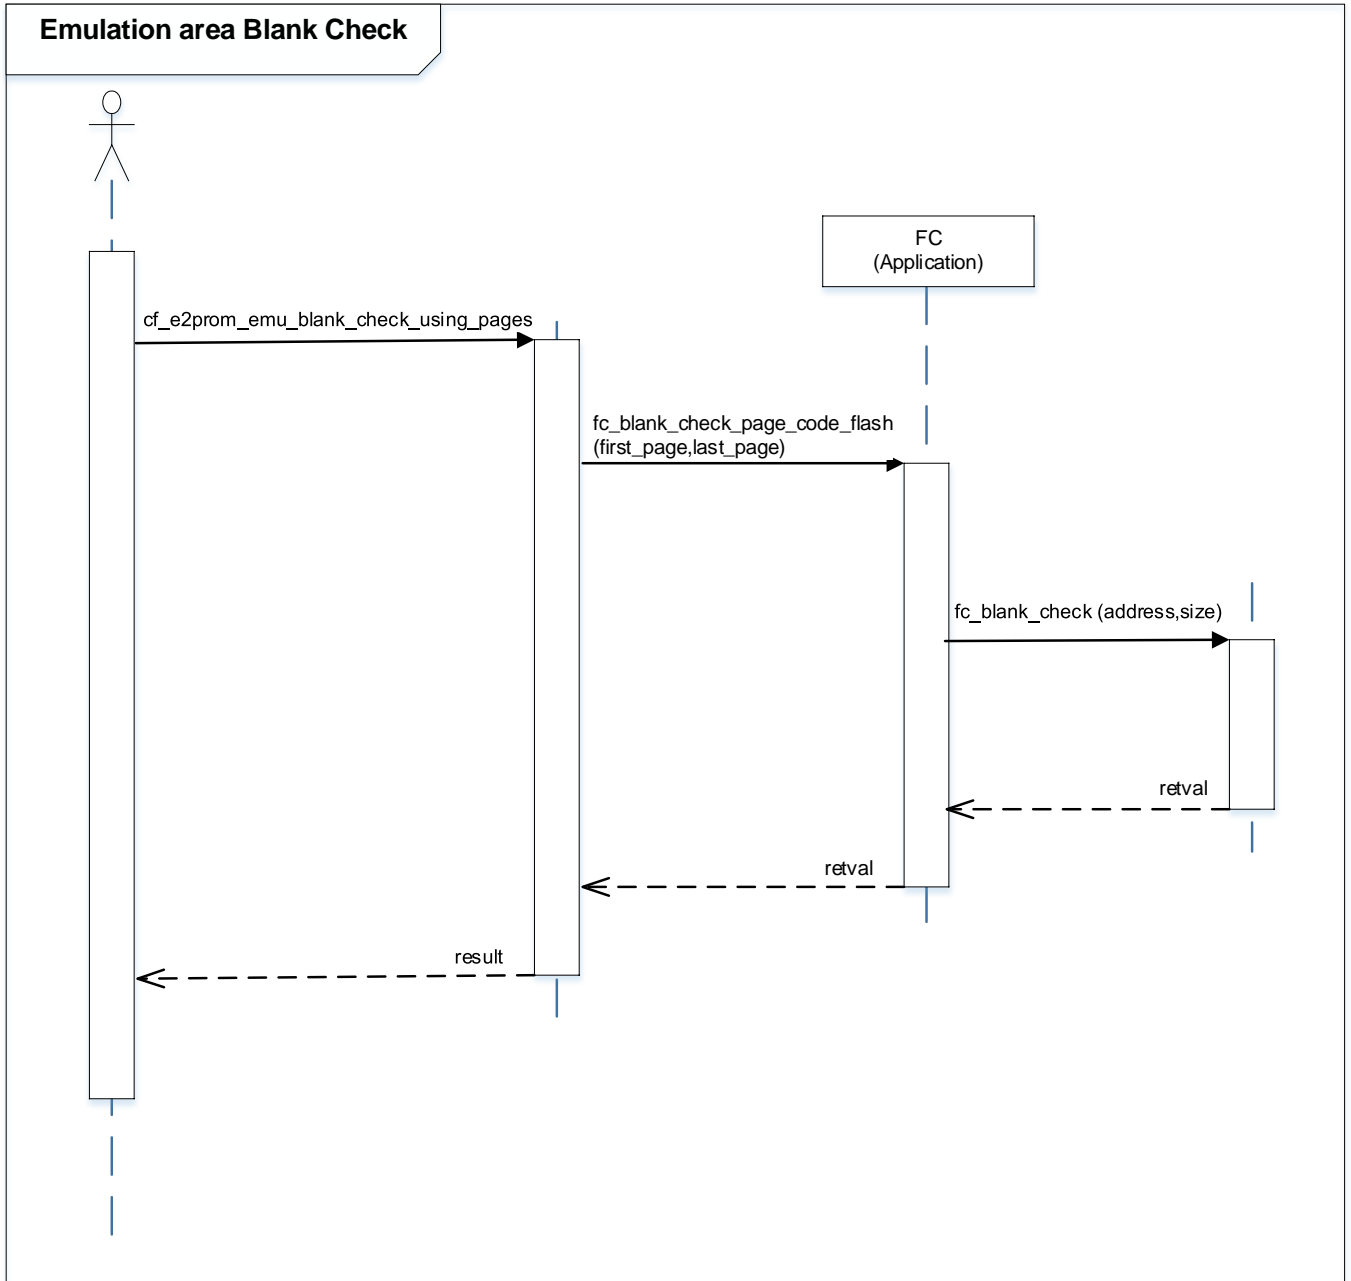 Emulation area Blank Check
FC
(Application)
cf_e2prom_emu_blank_check_using_pages
fc_blank_check_page_code_flash
(first_page,last_page)
fc_blank_check (address,size)
retval
retval
result